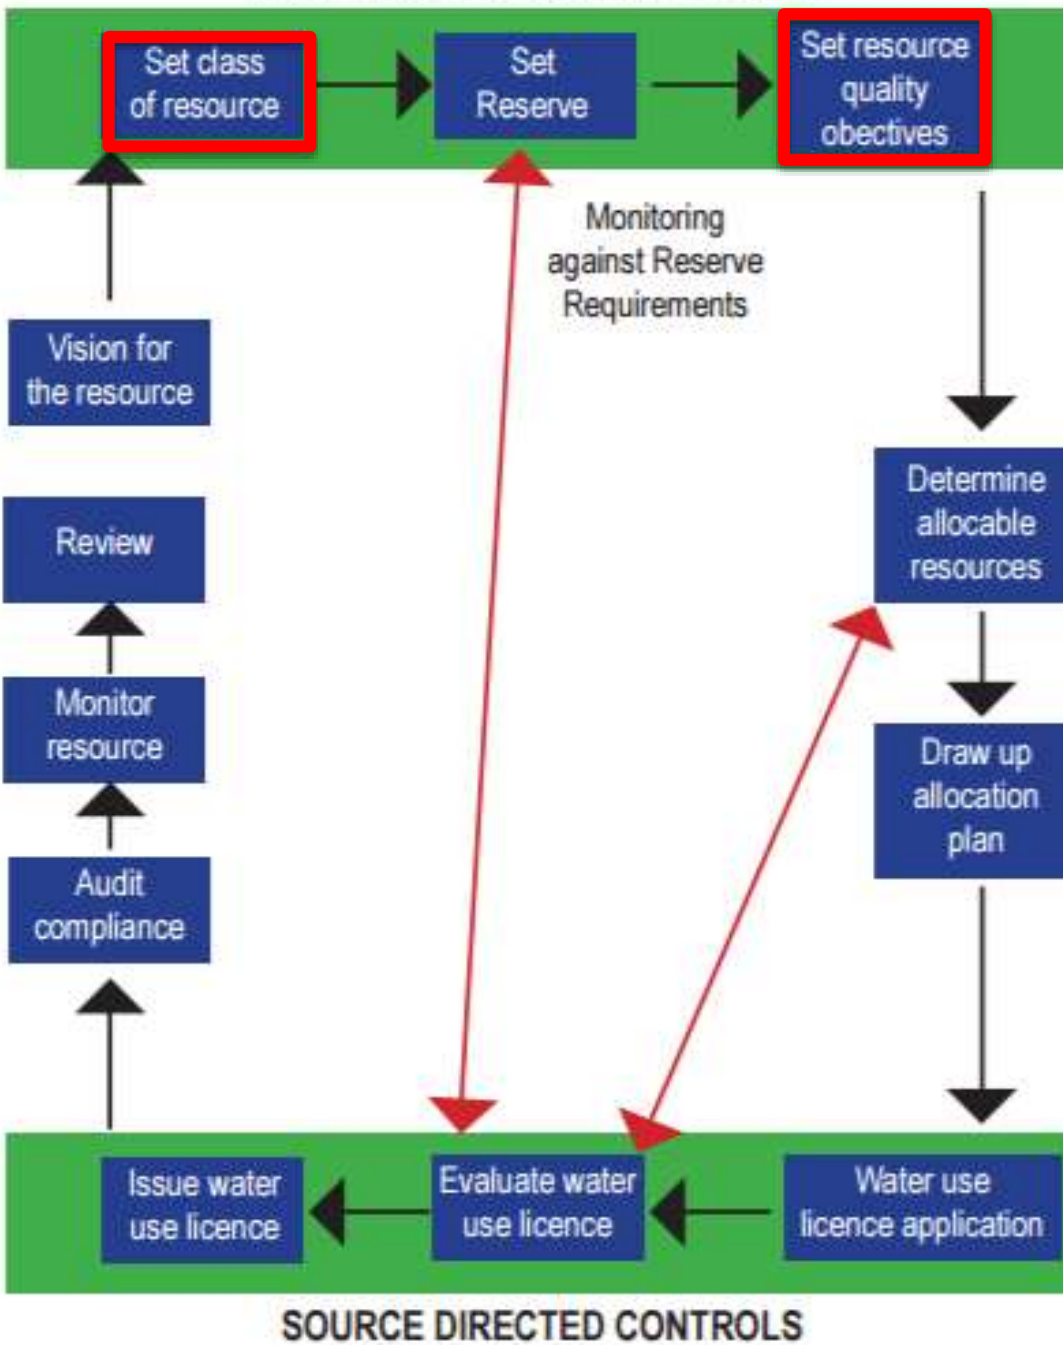 Set class
of resource
Set
Reserve
Set resource
quality
obectives
Monitoring
against Reserve
Requirements
Vision for
the resource
Review
Determine
allocable
resources
Monitor
resource
Draw up
allocation
plan
Audit
compliance
Issue water
use licence
Evaluate water
use licence
Water use
licence application
SOURCE DIRECTED CONTROLS